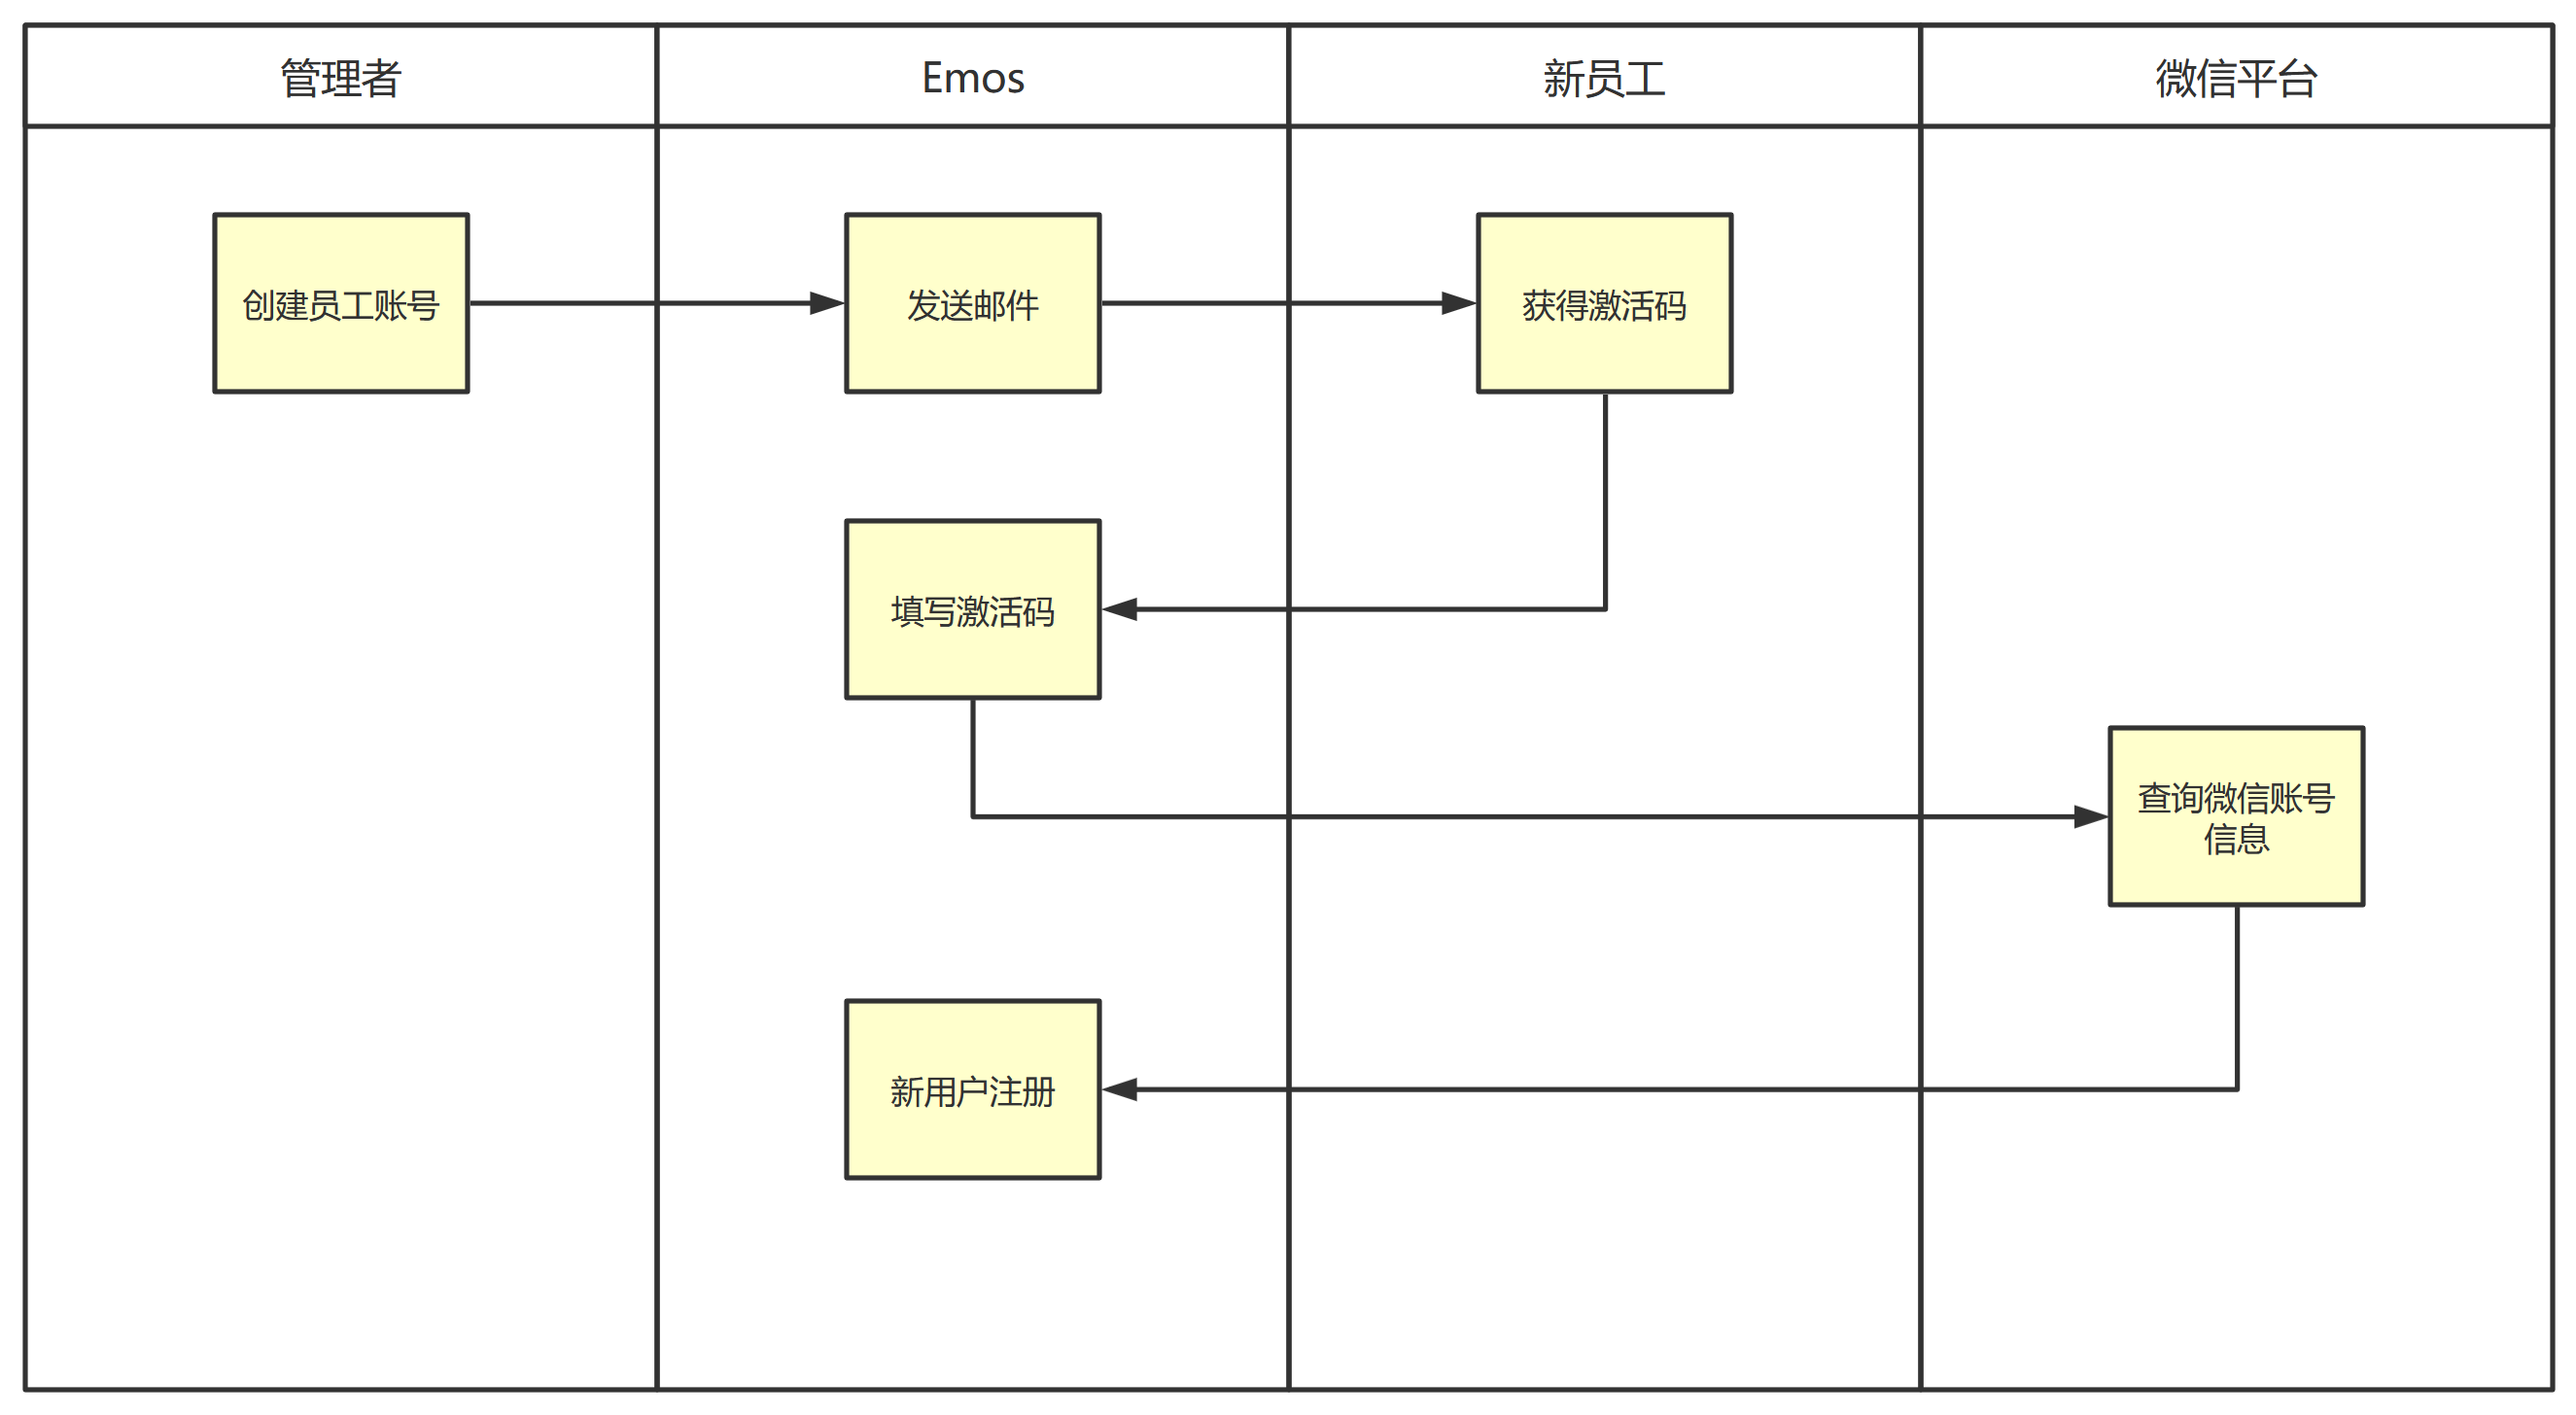 管理者
Emos
新员工
微信平台
创建员工账号
发送邮件
获得激活码
填写激活码
查询微信账号
信息
新用户注册